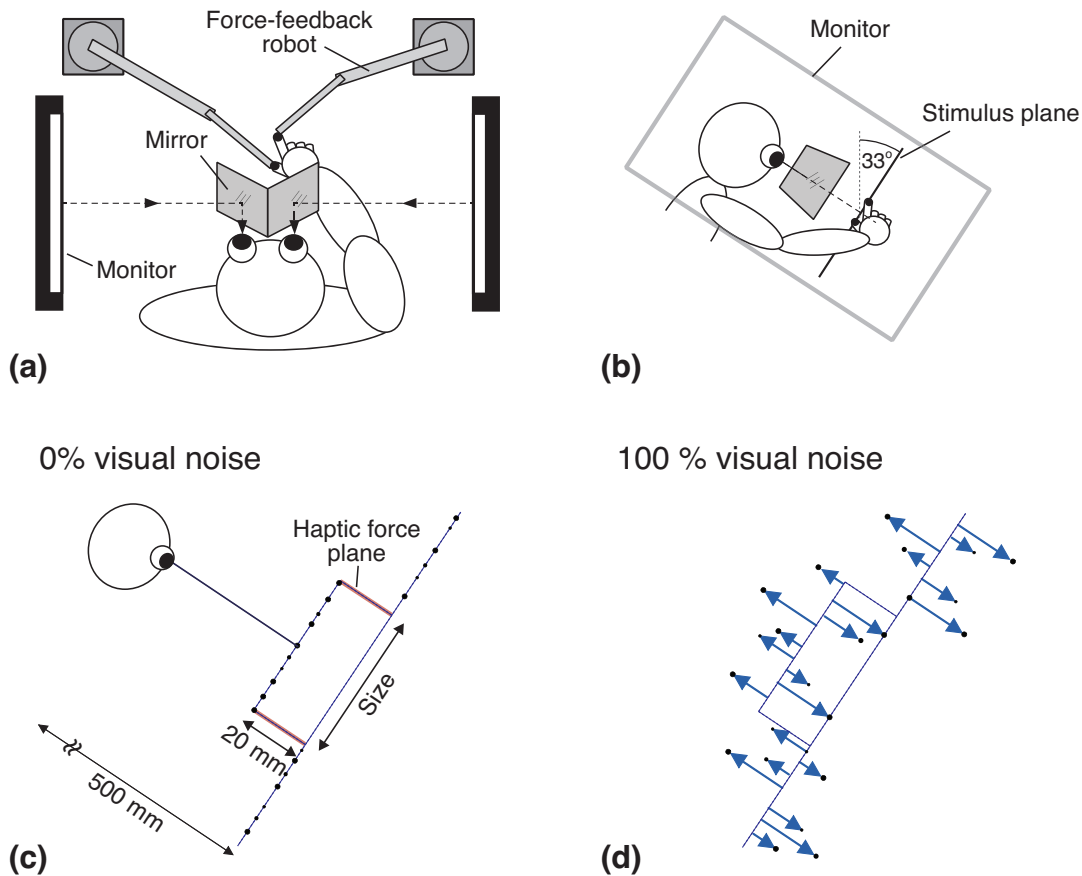 Force-feedback
robot
Mirror
Monitor
(a)
Monitor
Stimulus plane
33°
(b)
0% visual noise
Haptic force
plane
Size
20 mm
500 mm
(c)
100 % visual noise
(d)